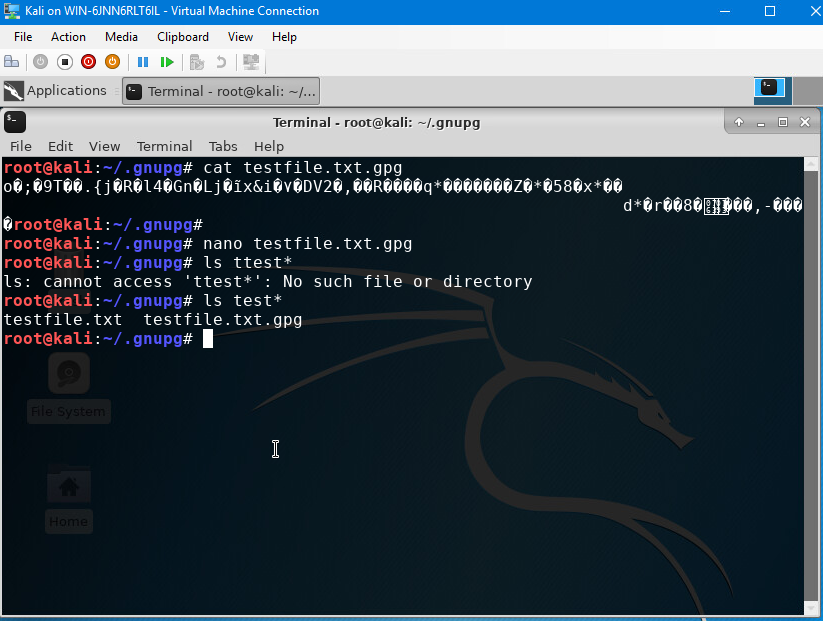 Kali on WIN-6JNN6RLT6IL - Virtual Machine Connection
File Action Media Clipboard View Help
Applications Terminal - root@kali: ~/...
Terminal - root@kali: ~/.gnupg
File Edit View Terminal Tabs Help
root@kali:~/.gnupg# cat testfile.txt.gpg
o�;�9T��.{j�R�l4�Gn�Lj�ĩx&i�٧�DV2�,��R����q*�������Z�*�58�x*��
d*�r��8����,-���
�root@kali:~/.gnupg#
root@kali:~/.gnupg# nano testfile.txt.gpg
root@kali:~/.gnupg# ls ttest*
ls: cannot access 'ttest*': No such file or directory
root@kali:~/.gnupg# ls test*
testfile.txt testfile.txt.gpg
root@kali:~/.gnupg#
File System
Home